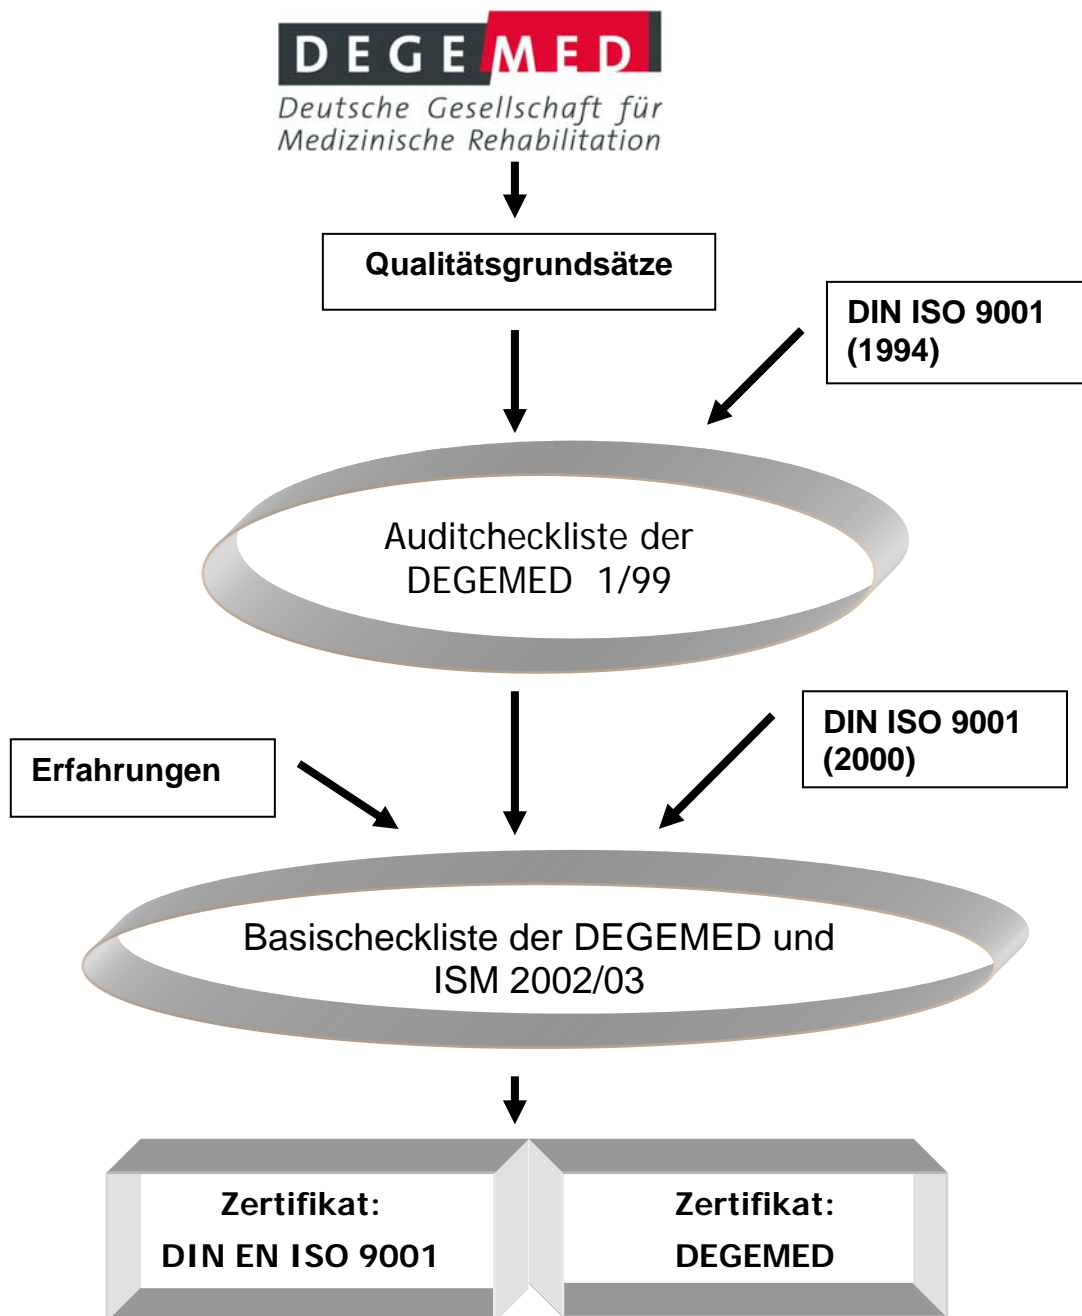 DEGEMED
Deutsche Gesellschaft für
Medizinische Rehabilitation
Qualitätsgrundsätze
DIN ISO 9001
(1994)
Auditcheckliste der
DEGEMED 1/99
DIN ISO 9001
(2000)
Erfahrungen
Basischeckliste der DEGEMED und
ISM 2002/03
Zertifikat:
DIN EN ISO 9001
Zertifikat:
DEGEMED